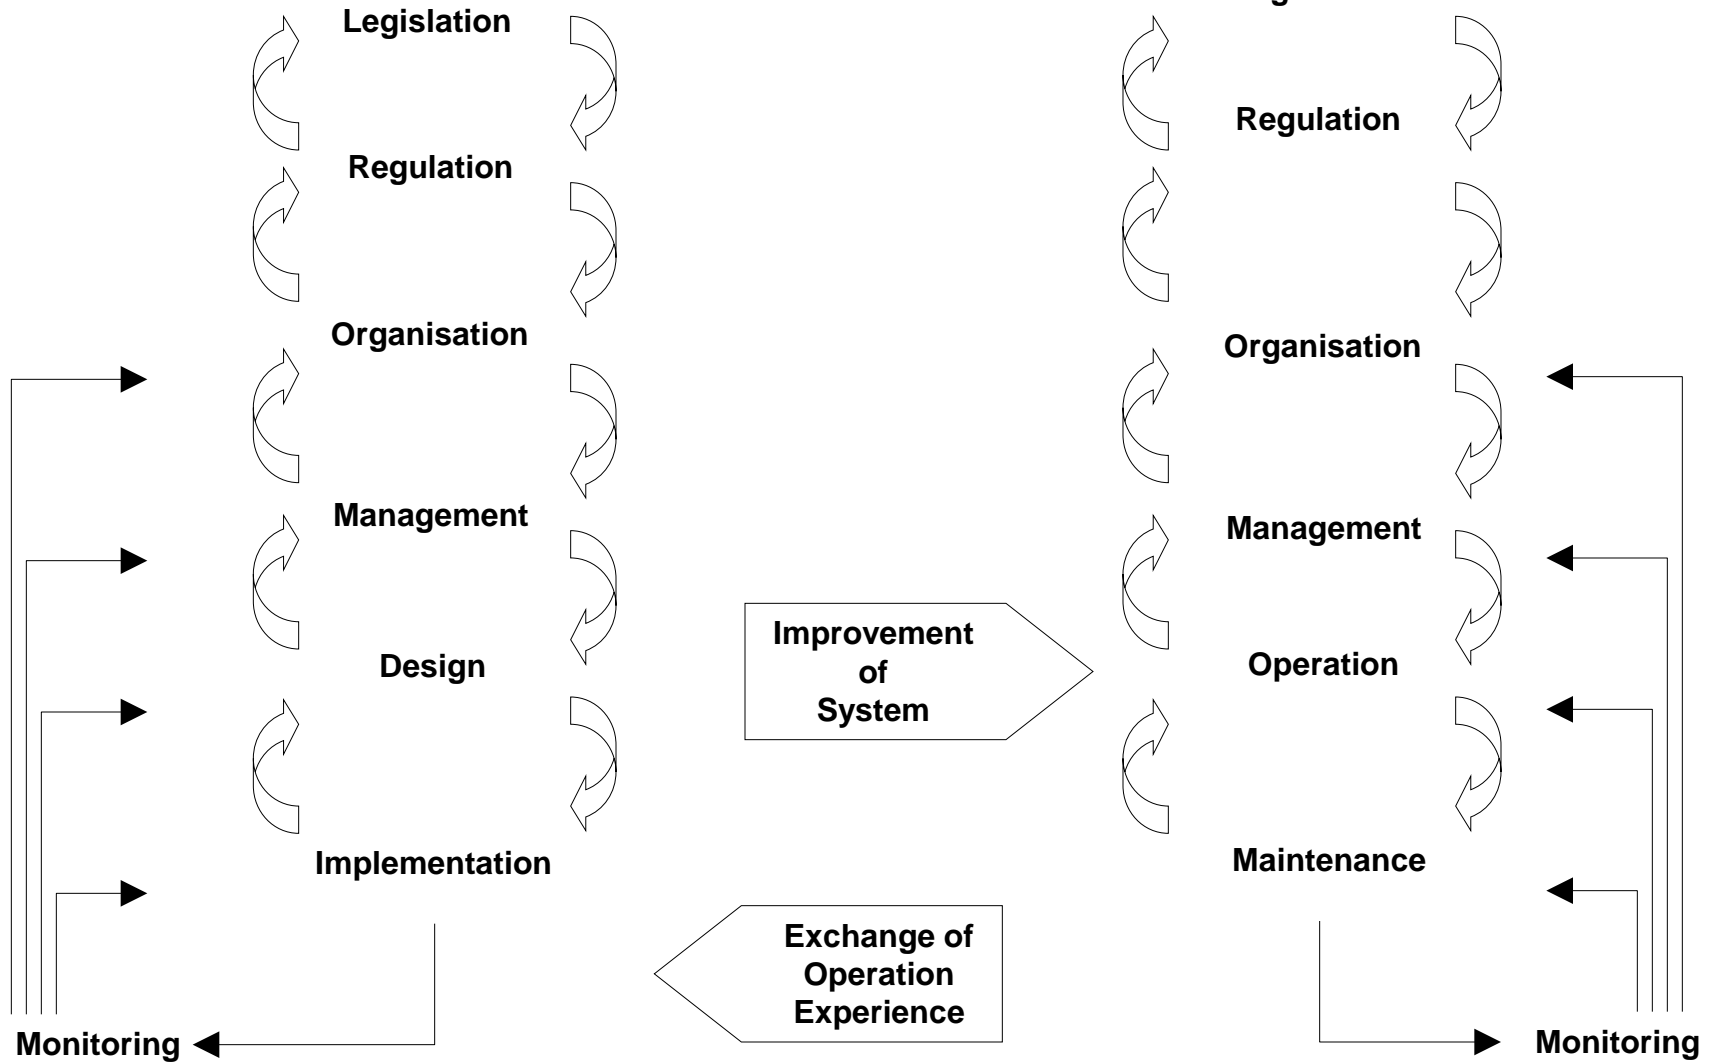 Legislation
Regulation
Organisation
Management
Design
Implementation
Monitoring
Improvement
of
System
Exchange of
Operation
Experience
Regulation
Organisation
Management
Operation
Maintenance
Monitoring